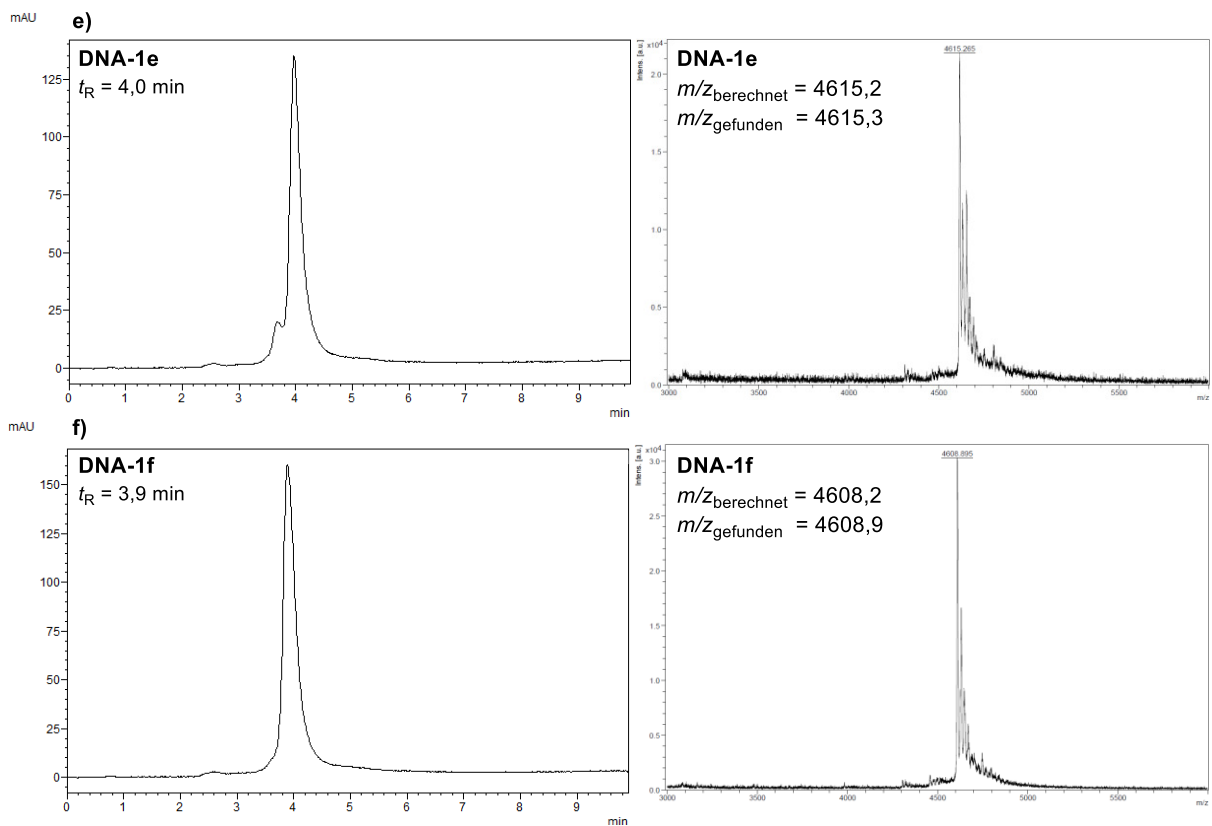 mAU
e)
DNA-1e
tR = 4,0 min
125
100
75
50
25
0
0 1 2 3 4 5 6 7 8 9
min
Intens. [a.u.]
x10⁴
4615.265
DNA-1e
m/zberechnet = 4615,2
m/zgefunden = 4615,3
2.0
1.5
1.0
0.5
0.0
3000 3500 4000 4500 5000 5500
m/z
mAU
f)
DNA-1f
tR = 3,9 min
150
125
100
75
50
25
0
0 1 2 3 4 5 6 7 8 9
min
Intens. [a.u.]
x10⁴
4608.895
DNA-1f
m/zberechnet = 4608,2
m/zgefunden = 4608,9
3.0
2.5
2.0
1.5
1.0
0.5
0.0
3000 3500 4000 4500 5000 5500
m/z